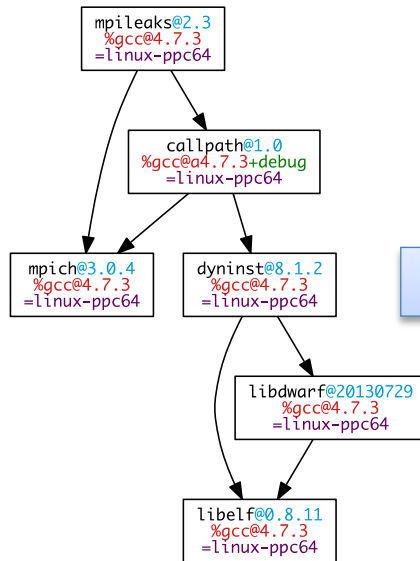 mpileaks@2.3
%gcc@4.7.3
=linux-ppc64
callpath@1.0
%gcc@a4.7.3+debug
=linux-ppc64
mpich@3.0.4
%gcc@4.7.3
=linux-ppc64
dyninst@8.1.2
%gcc@4.7.3
=linux-ppc64
libdwarf@20130729
%gcc@4.7.3
=linux-ppc64
libelf@0.8.11
%gcc@4.7.3
=linux-ppc64